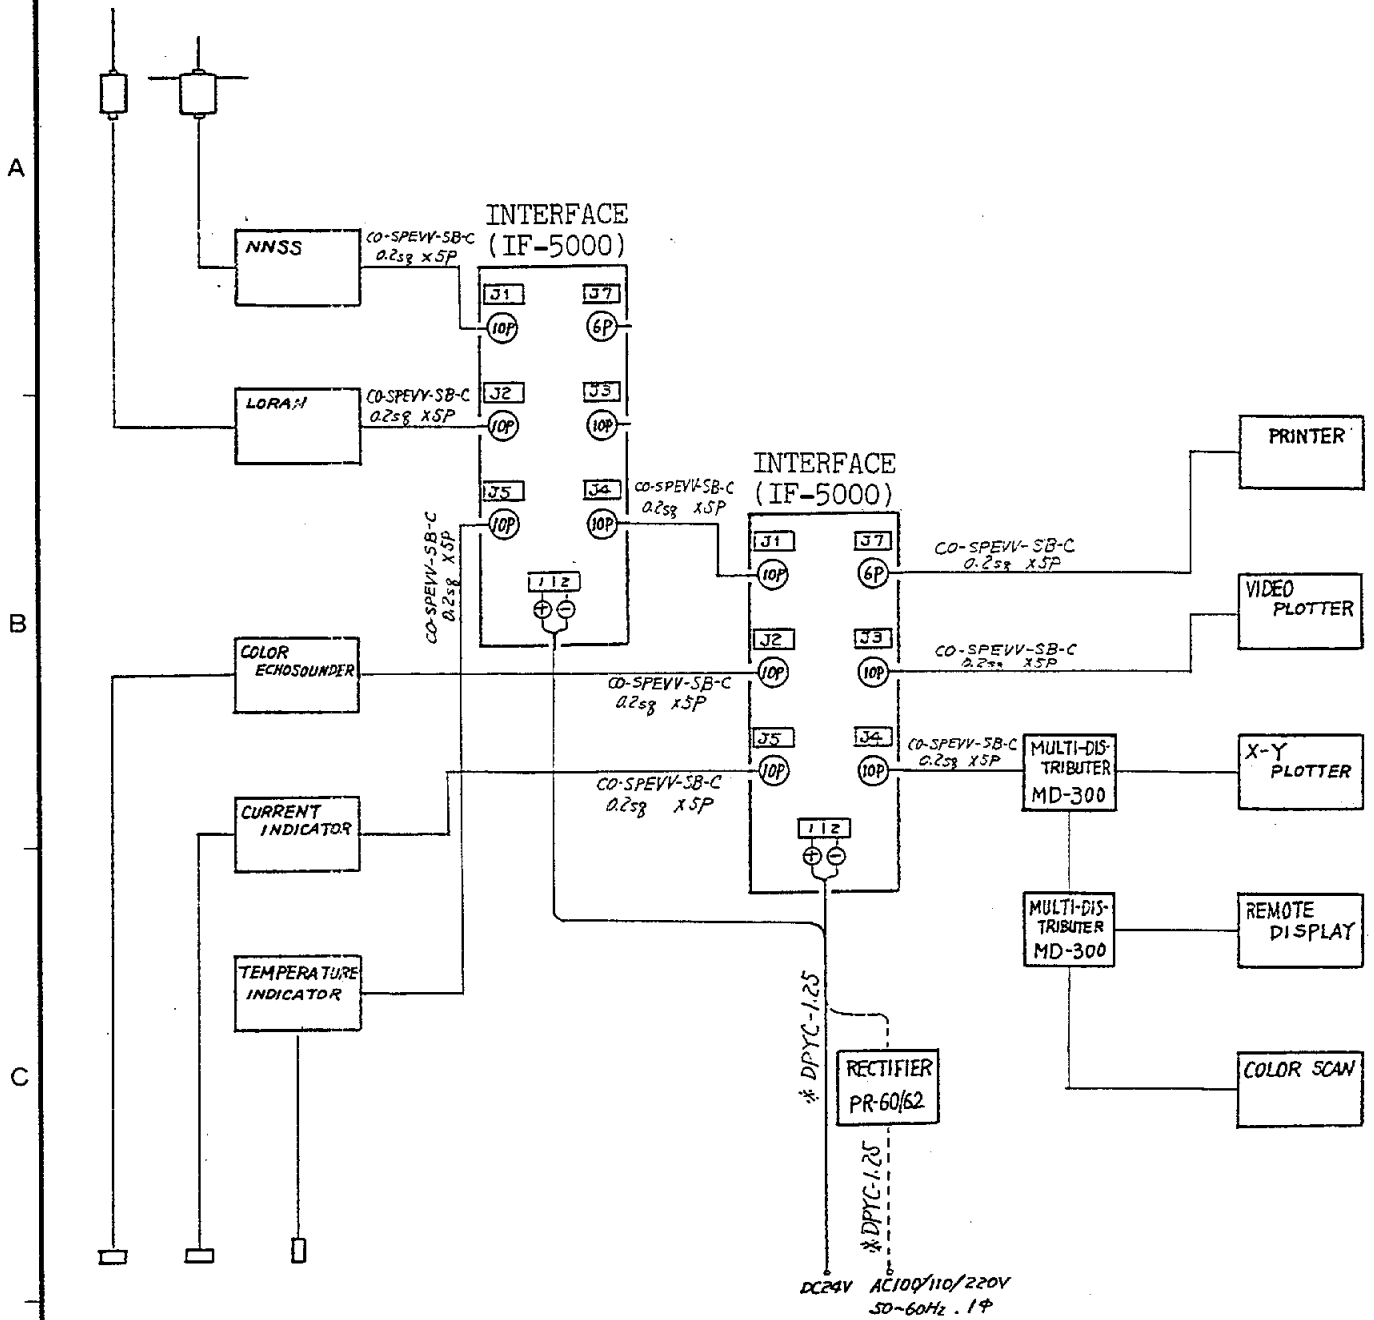 A
B
C
NNSS
CO-SPEVV-SB-C
0.2sq x5P
INTERFACE
(IF-5000)
J1
10P
J7
6P
LORAN
CO-SPEVV-SB-C
0.2sq x5P
J2
10P
J3
10P
J5
10P
J4
10P
CO-SPEVV-SB-C
0.2sq x5P
1 2
+ −
CO-SPEVV-SB-C
0.2sq x5P
INTERFACE
(IF-5000)
J1
10P
J7
6P
CO-SPEVV-SB-C
0.2sq x5P
PRINTER
COLOR
ECHOSOUNDER
CO-SPEVV-SB-C
0.2sq x5P
J2
10P
J3
10P
CO-SPEVV-SB-C
0.2sq x5P
VIDEO
PLOTTER
CURRENT
INDICATOR
CO-SPEVV-SB-C
0.2sq x5P
J5
10P
J4
10P
CO-SPEVV-SB-C
0.2sq x5P
MULTI-DIS-
TRIBUTER
MD-300
X-Y
PLOTTER
1 2
+ −
MULTI-DIS-
TRIBUTER
MD-300
REMOTE
DISPLAY
TEMPERATURE
INDICATOR
※DPYC-1.25
RECTIFIER
PR-60/62
COLOR SCAN
※DPYC-1.25
DC24V
AC100/110/220V
50~60Hz . 1Φ